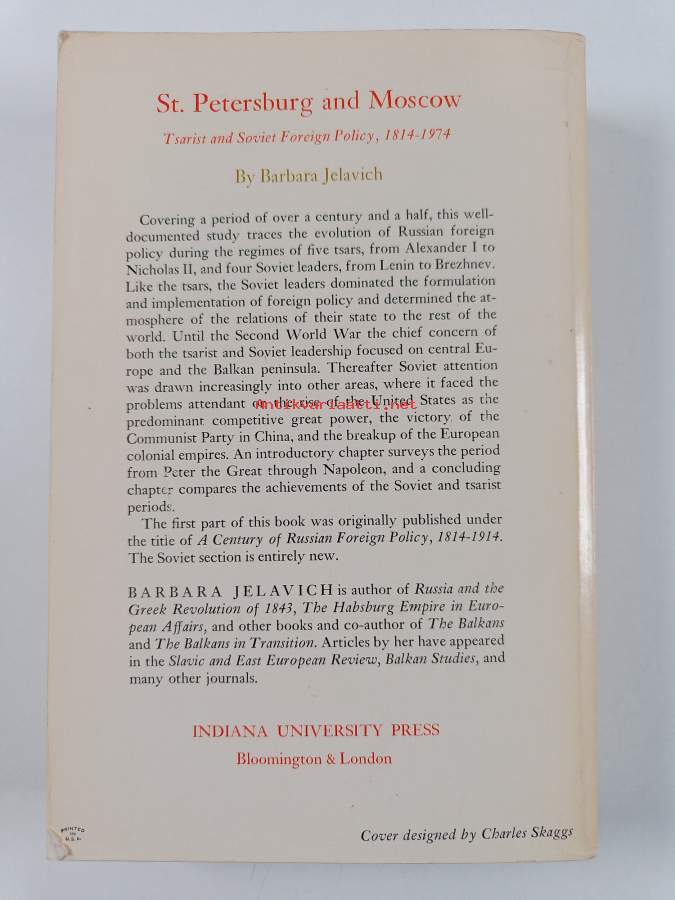 St. Petersburg and Moscow
Tsarist and Soviet Foreign Policy, 1814-1974
By Barbara Jelavich
Covering a period of over a century and a half, this well-
documented study traces the evolution of Russian foreign
policy during the regimes of five tsars, from Alexander I to
Nicholas II, and four Soviet leaders, from Lenin to Brezhnev.
Like the tsars, the Soviet leaders dominated the formulation
and implementation of foreign policy and determined the at-
mosphere of the relations of their state to the rest of the
world. Until the Second World War the chief concern of
both the tsarist and Soviet leadership focused on central Eu-
rope and the Balkan peninsula. Thereafter Soviet attention
was drawn increasingly into other areas, where it faced the
problems attendant on the rise of the United States as the
Antikvariaatti.net
predominant competitive great power, the victory of the
Communist Party in China, and the breakup of the European
colonial empires. An introductory chapter surveys the period
from Peter the Great through Napoleon, and a concluding
chapter compares the achievements of the Soviet and tsarist
periods.
The first part of this book was originally published under
the title of A Century of Russian Foreign Policy, 1814-1914.
The Soviet section is entirely new.
BARBARA JELAVICH is author of Russia and the
Greek Revolution of 1843, The Habsburg Empire in Euro-
pean Affairs, and other books and co-author of The Balkans
and The Balkans in Transition. Articles by her have appeared
in the Slavic and East European Review, Balkan Studies, and
many other journals.
INDIANA UNIVERSITY PRESS
Bloomington & London
PRINTED
IN
U.S.A.
Cover designed by Charles Skaggs